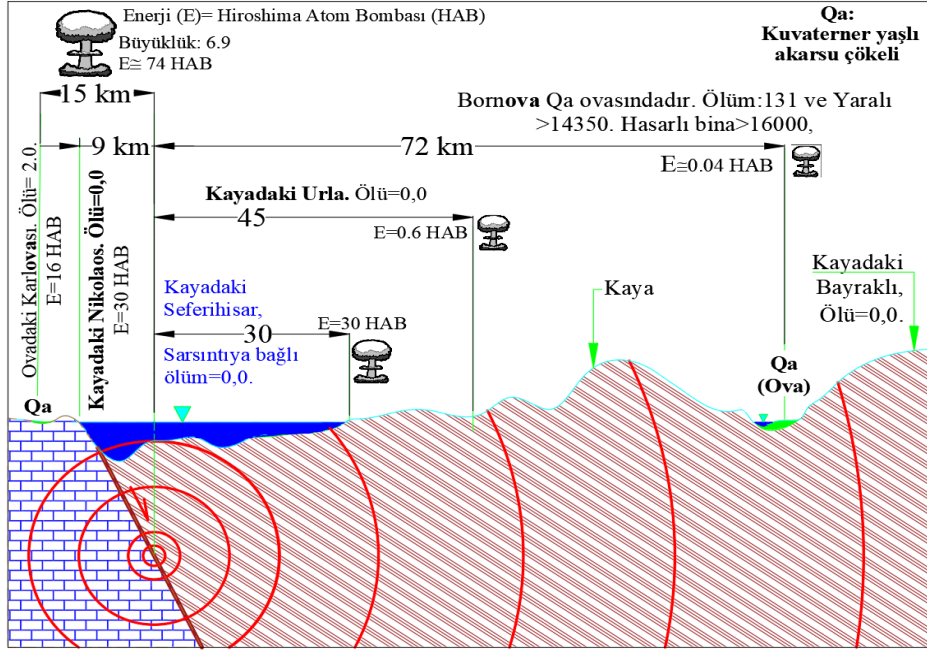 Enerji (E)= Hiroshima Atom Bombası (HAB)
Büyüklük: 6.9
E≅ 74 HAB
Qa:
Kuvaterner yaşlı
akarsu çökeli
15 km
Bornova Qa ovasındadır. Ölüm:131 ve Yaralı
>14350. Hasarlı bina>16000,
9 km
72 km
E≅0.04 HAB
Ovadaki Karlovası. Ölü= 2.0.
E=16 HAB
Kayadaki Nikolaos. Ölü=0,0
E=30 HAB
Kayadaki Urla. Ölü=0,0
45
E=0.6 HAB
Kayadaki
Seferihisar,
Sarsıntıya bağlı
ölüm=0,0.
E=30 HAB
30
Kaya
Kayadaki
Bayraklı,
Ölü=0,0.
Qa
Qa
(Ova)